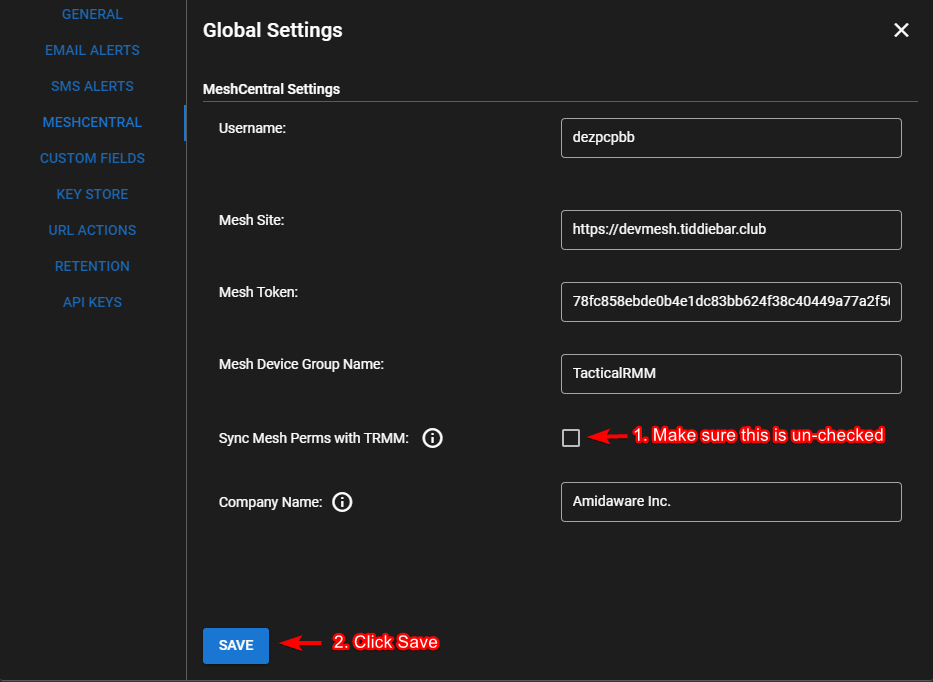 GENERAL
EMAIL ALERTS
SMS ALERTS
MESHCENTRAL
CUSTOM FIELDS
KEY STORE
URL ACTIONS
RETENTION
API KEYS
Global Settings
MeshCentral Settings
Username:
dezpcpbb
Mesh Site:
https://devmesh.tiddiebar.club
Mesh Token:
78fc858ebde0b4e1dc83bb624f38c40449a77a2f5
Mesh Device Group Name:
TacticalRMM
Sync Mesh Perms with TRMM:
1. Make sure this is un-checked
Company Name:
Amidaware Inc.
SAVE
2. Click Save